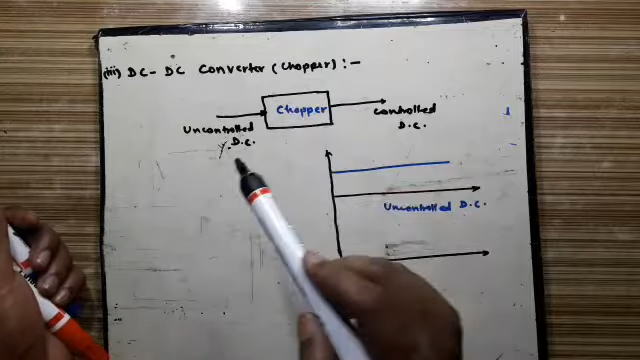 (iii) DC - DC Converter (Chopper) :-
Chopper
Uncontrolled
D.C.
Controlled
D.C.
Uncontrolled D.C.